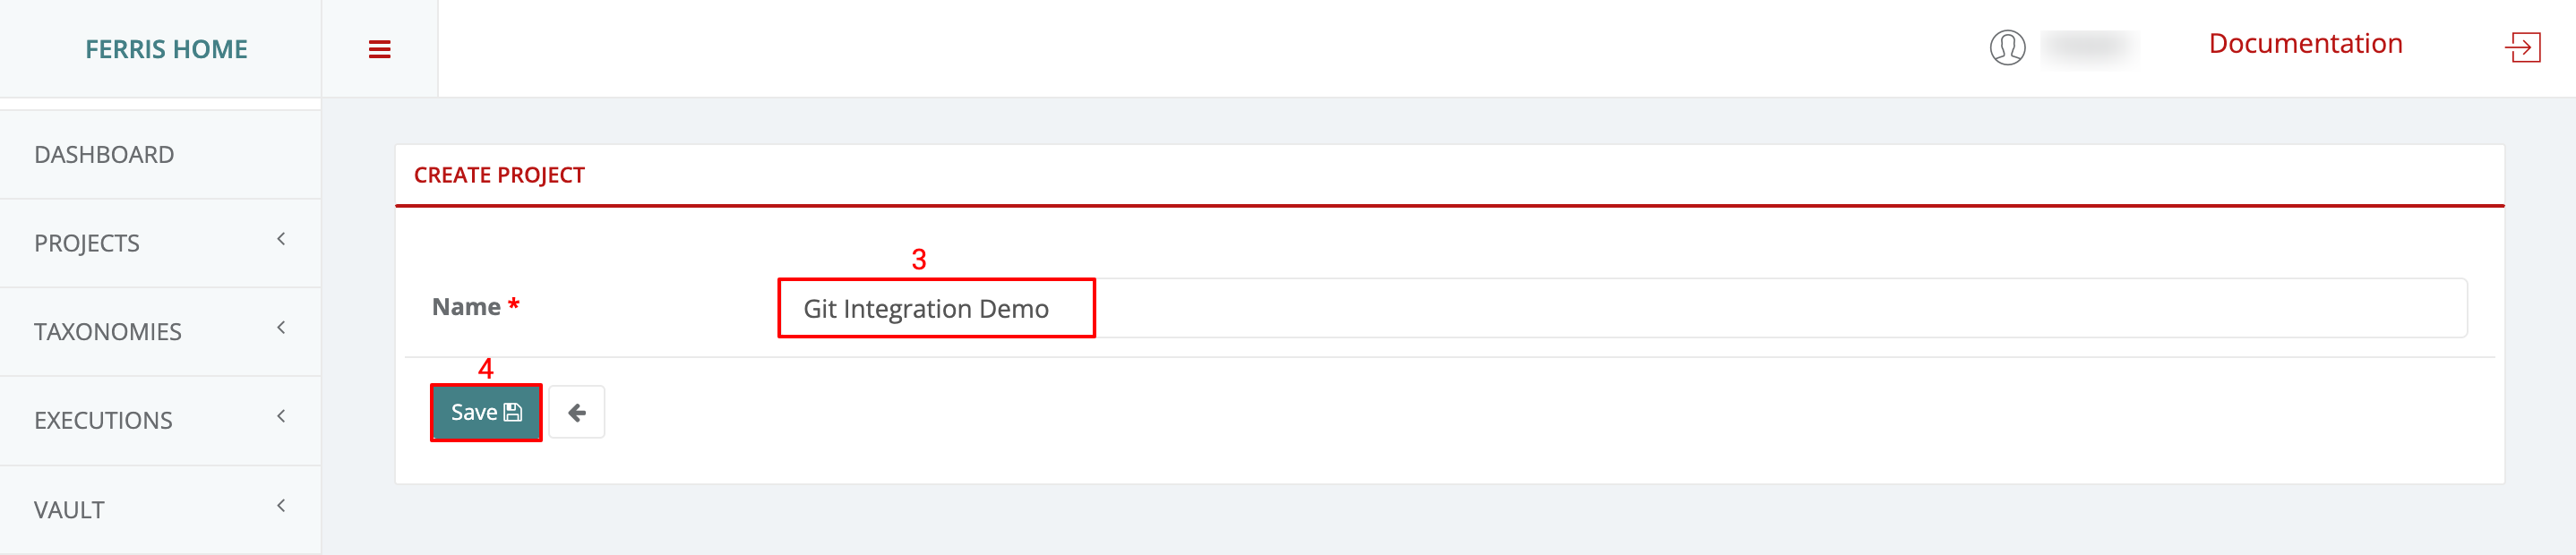 FERRIS HOME
Documentation
DASHBOARD
PROJECTS
TAXONOMIES
EXECUTIONS
VAULT
CREATE PROJECT
3
Name *
Git Integration Demo
4
Save